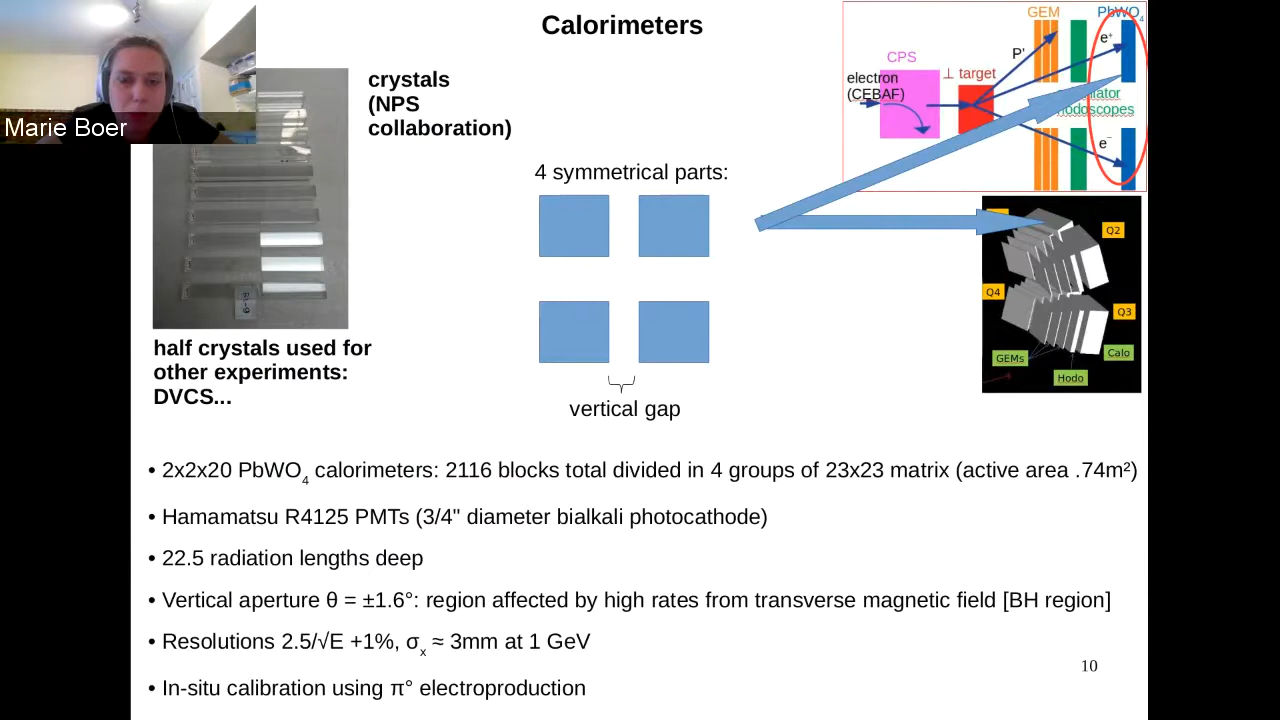 Calorimeters
Marie Boer
crystals
(NPS
collaboration)
half crystals used for
other experiments:
DVCS...
4 symmetrical parts:
vertical gap
GEM
PbWO4
CPS
P'
e+
electron
(CEBAF)
⊥ target
e-
Q2
Q4
Q3
GEMs
Calo
Hodo
• 2x2x20 PbWO4 calorimeters: 2116 blocks total divided in 4 groups of 23x23 matrix (active area .74m²)
• Hamamatsu R4125 PMTs (3/4" diameter bialkali photocathode)
• 22.5 radiation lengths deep
• Vertical aperture θ = ±1.6°: region affected by high rates from transverse magnetic field [BH region]
• Resolutions 2.5/√E +1%, σx ≈ 3mm at 1 GeV
• In-situ calibration using π° electroproduction
10